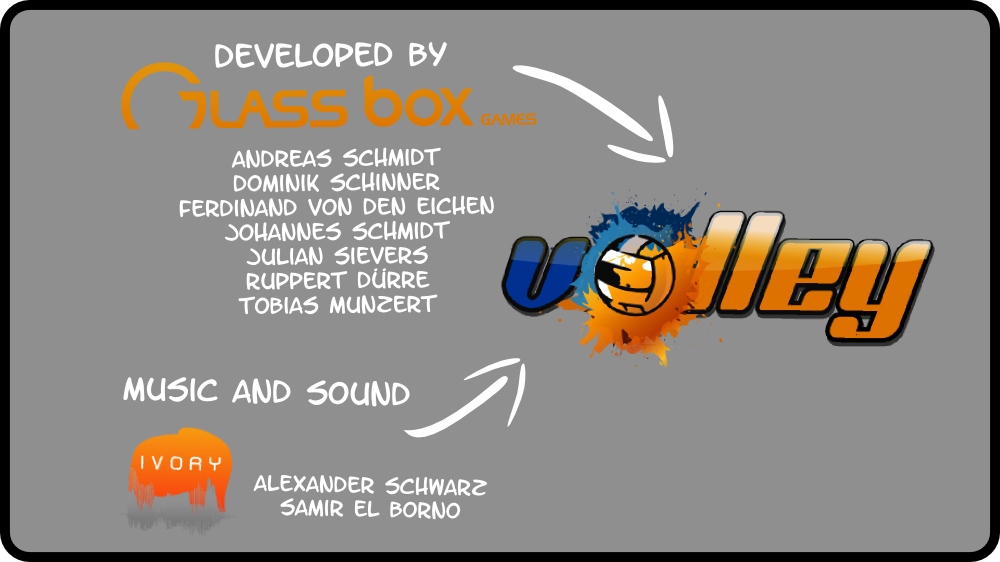 DEVELOPED BY
GLASS BOX GAMES
ANDREAS SCHMIDT
DOMINIK SCHINNER
FERDINAND VON DEN EICHEN
JOHANNES SCHMIDT
JULIAN SIEVERS
RUPPERT DÜRRE
TOBIAS MUNZERT
volley
MUSIC AND SOUND
IVORY
ALEXANDER SCHWARZ
SAMIR EL BORNO